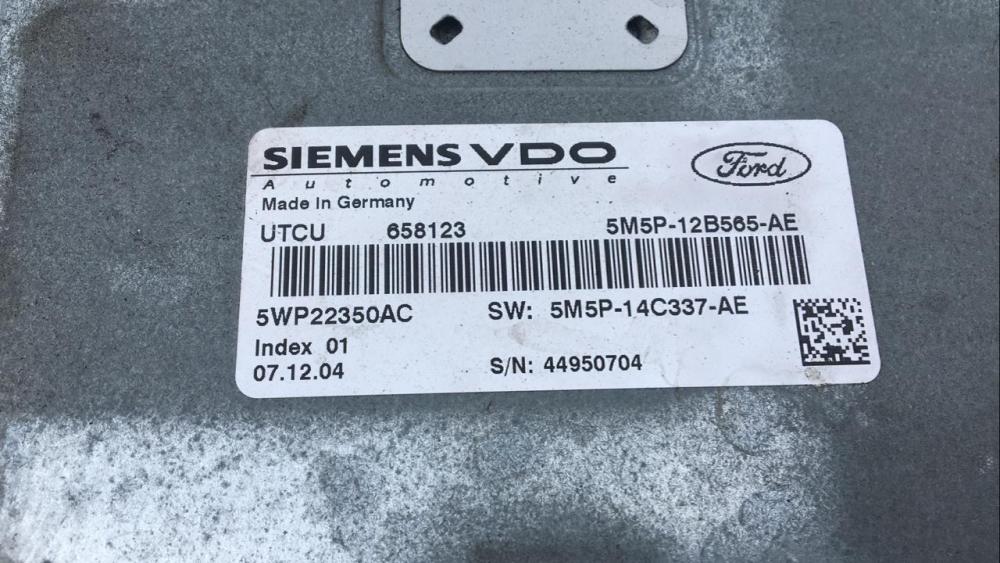 SIEMENS VDO
Automotive
Ford
Made In Germany
UTCU 658123 5M5P-12B565-AE
5WP22350AC SW: 5M5P-14C337-AE
Index 01
07.12.04 S/N: 44950704